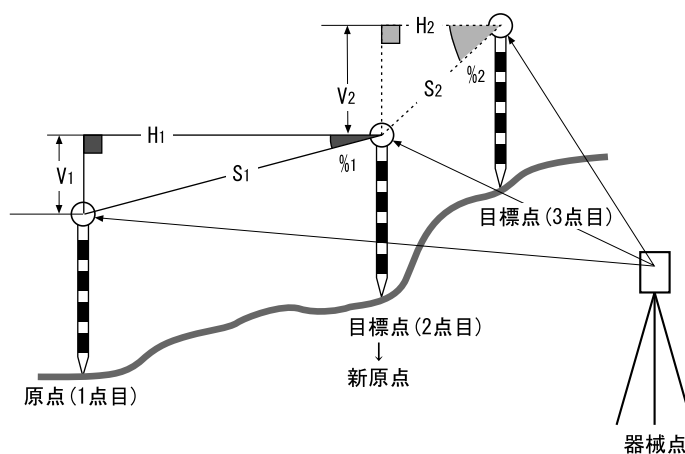 H2
V2
%2
S2
H1
V1
%1
S1
目標点(3点目)
目標点(2点目)
↓
新原点
原点(1点目)
器械点